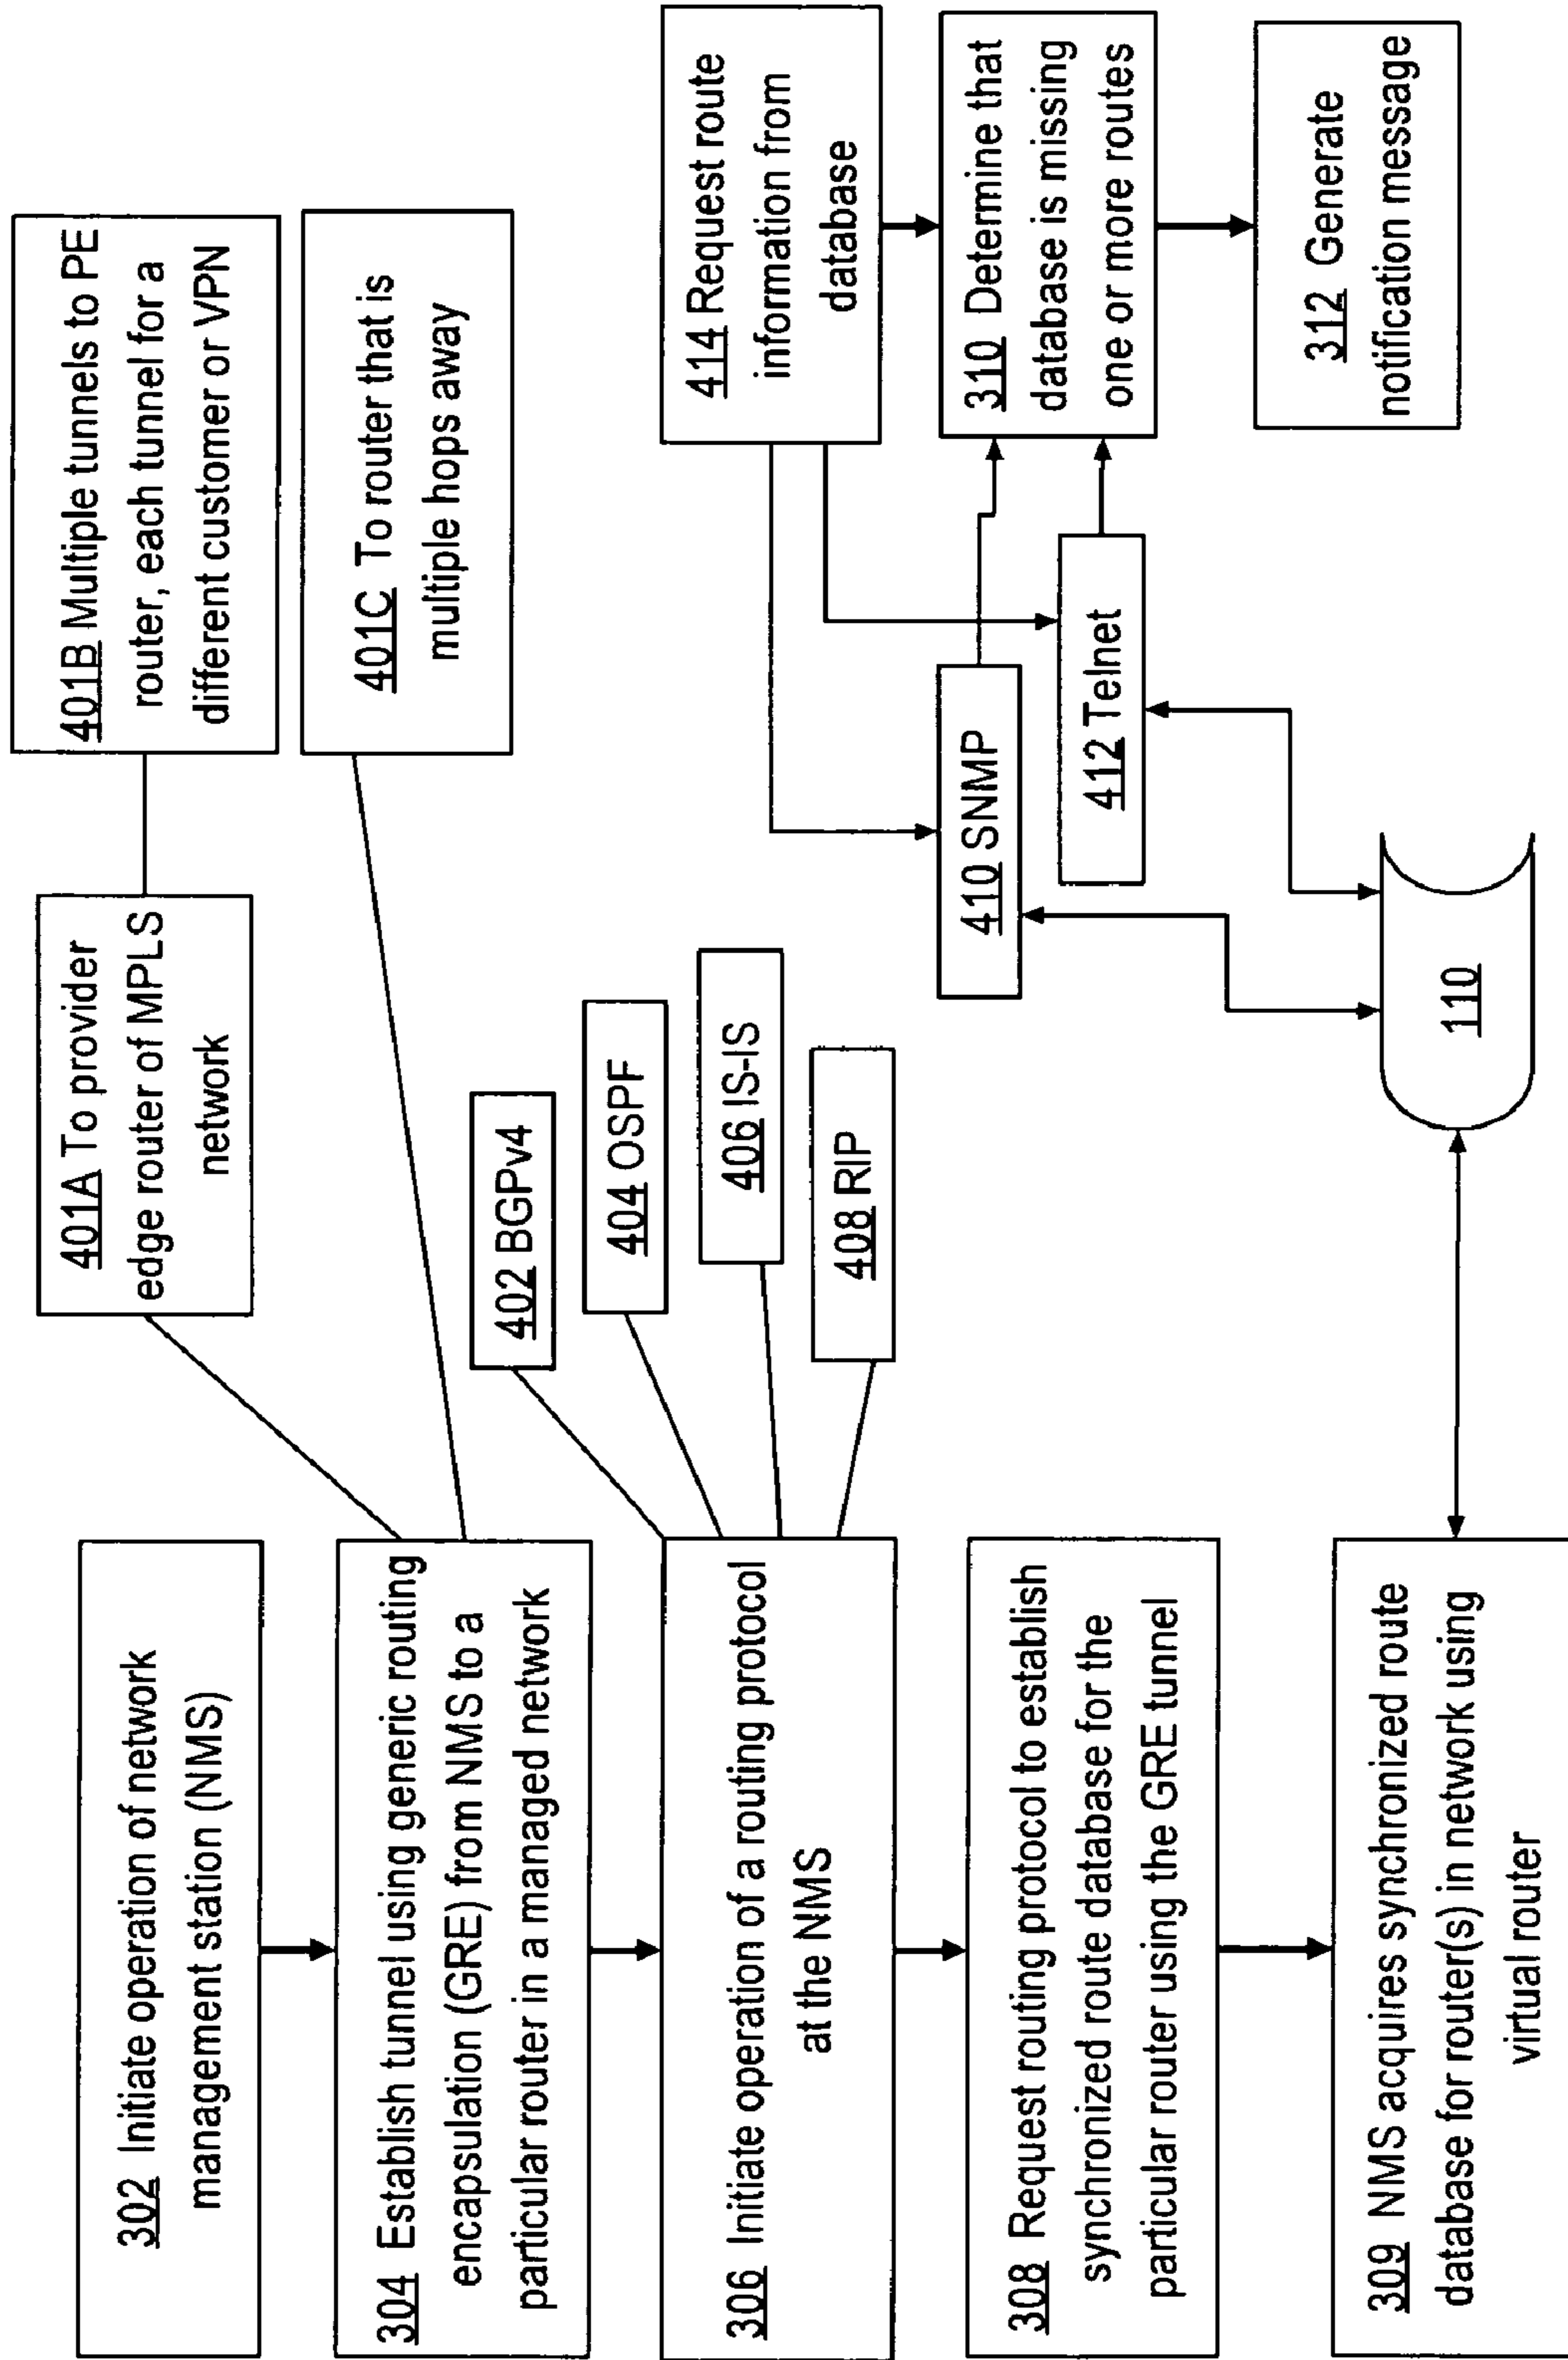 302 Initiate operation of network
management station (NMS)
304 Establish tunnel using generic routing
encapsulation (GRE) from NMS to a
particular router in a managed network
306 Initiate operation of a routing protocol
at the NMS
308 Request routing protocol to establish
synchronized route database for the
particular router using the GRE tunnel
309 NMS acquires synchronized route
database for router(s) in network using
virtual router
401A To provider
edge router of MPLS
network
401B Multiple tunnels to PE
router, each tunnel for a
different customer or VPN
401C To router that is
multiple hops away
402 BGPv4
404 OSPF
406 IS-IS
408 RIP
414 Request route
information from
database
410 SNMP
412 Telnet
310 Determine that
database is missing
one or more routes
312 Generate
notification message
110